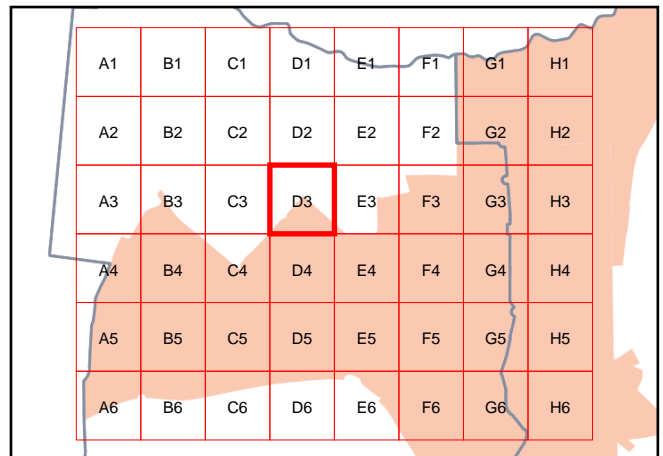 A1 B1 C1 D1 E1 F1 G1 H1
A2 B2 C2 D2 E2 F2 G2 H2
A3 B3 C3 D3 E3 F3 G3 H3
A4 B4 C4 D4 E4 F4 G4 H4
A5 B5 C5 D5 E5 F5 G5 H5
A6 B6 C6 D6 E6 F6 G6 H6